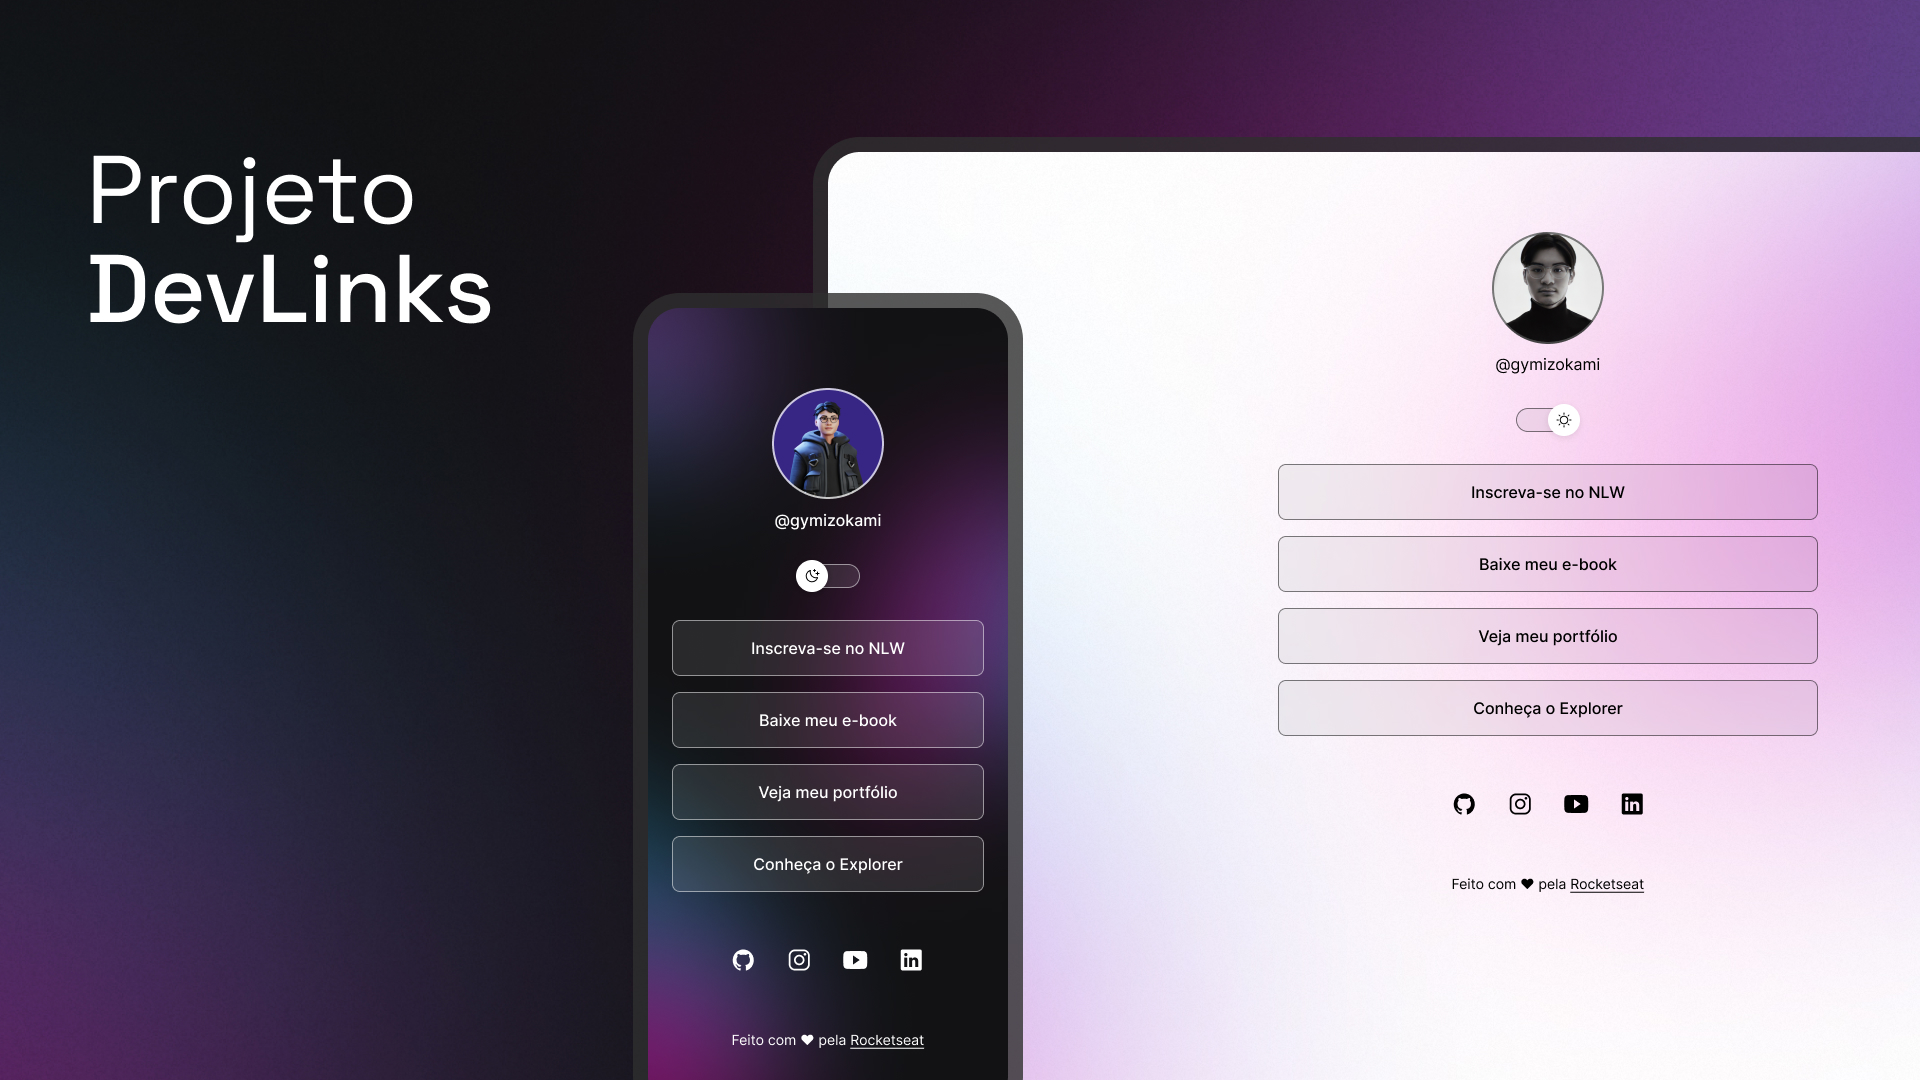 Projeto
DevLinks
@gymizokami
Inscreva-se no NLW
Baixe meu e-book
Veja meu portfólio
Conheça o Explorer
Feito com ♥ pela Rocketseat
@gymizokami
Inscreva-se no NLW
Baixe meu e-book
Veja meu portfólio
Conheça o Explorer
in
Feito com ♥ pela Rocketseat